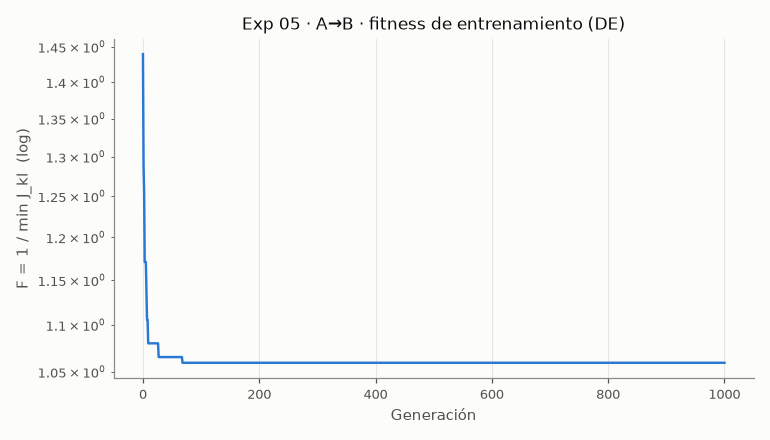 Exp 05 · A→B · fitness de entrenamiento (DE)
F = 1 / min J_kl (log)
1.45 × 10⁰
1.4 × 10⁰
1.35 × 10⁰
1.3 × 10⁰
1.25 × 10⁰
1.2 × 10⁰
1.15 × 10⁰
1.1 × 10⁰
1.05 × 10⁰
0 200 400 600 800 1000
Generación